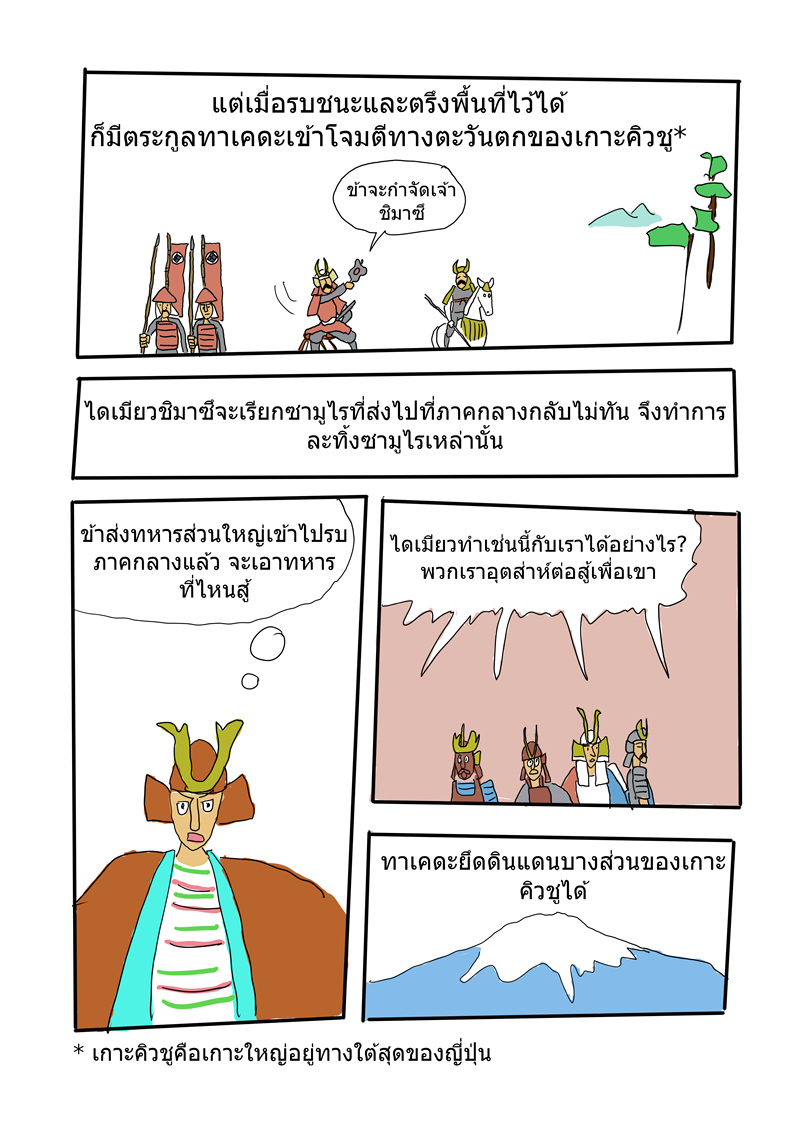 แต่เมื่อรบชนะและตรึงพื้นที่ไว้ได้
ก็มีตระกูลทาเคดะเข้าโจมตีทางตะวันตกของเกาะคิวชู*
ข้าจะกำจัดเจ้า
ชิมาซึ
ไดเมียวชิมาซึจะเรียกซามูไรที่ส่งไปที่ภาคกลางกลับไม่ทัน จึงทำการ
ละทิ้งซามูไรเหล่านั้น
ข้าส่งทหารส่วนใหญ่เข้าไปรบ
ภาคกลางแล้ว จะเอาทหาร
ที่ไหนสู้
ไดเมียวทำเช่นนี้กับเราได้อย่างไร?
พวกเราอุตส่าห์ต่อสู้เพื่อเขา
ทาเคดะยึดดินแดนบางส่วนของเกาะ
คิวชูได้
* เกาะคิวชูคือเกาะใหญ่อยู่ทางใต้สุดของญี่ปุ่น